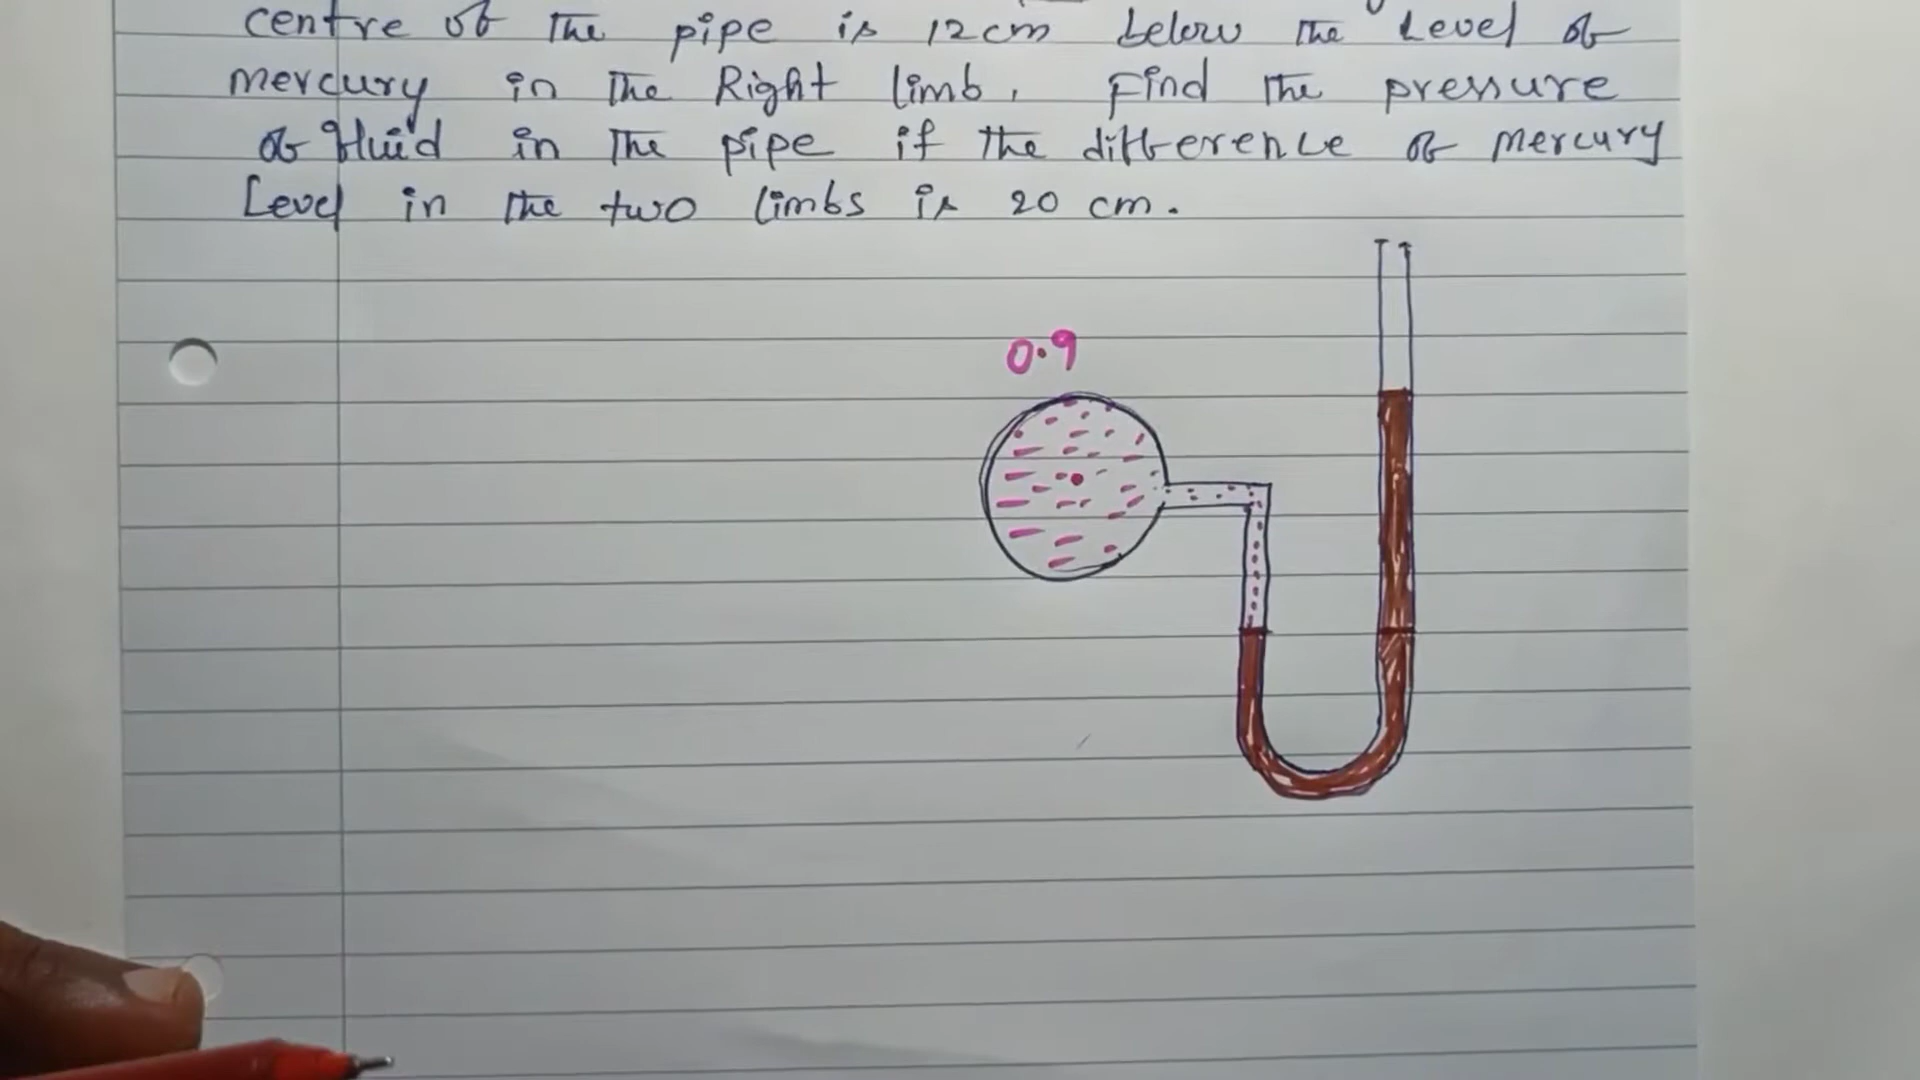 centre of the pipe is 12cm below the Level of
mercury in the Right limb, Find the pressure
of fluid in the pipe if the difference of mercury
Level in the two limbs is 20 cm.
0.9